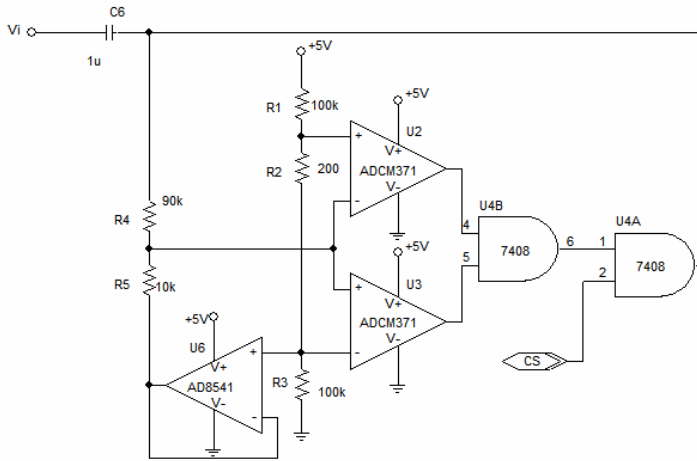 Vi
C6
1u
+5V
R1
100k
+5V
U2
+
V+
R2
200
ADCM371
V-
-
90k
R4
U4B
4
7408
6
5
U4A
1
7408
2
+5V
R5
10k
+
V+
U3
ADCM371
V-
-
+5V
U6
V+
+
AD8541
V-
-
R3
100k
CS